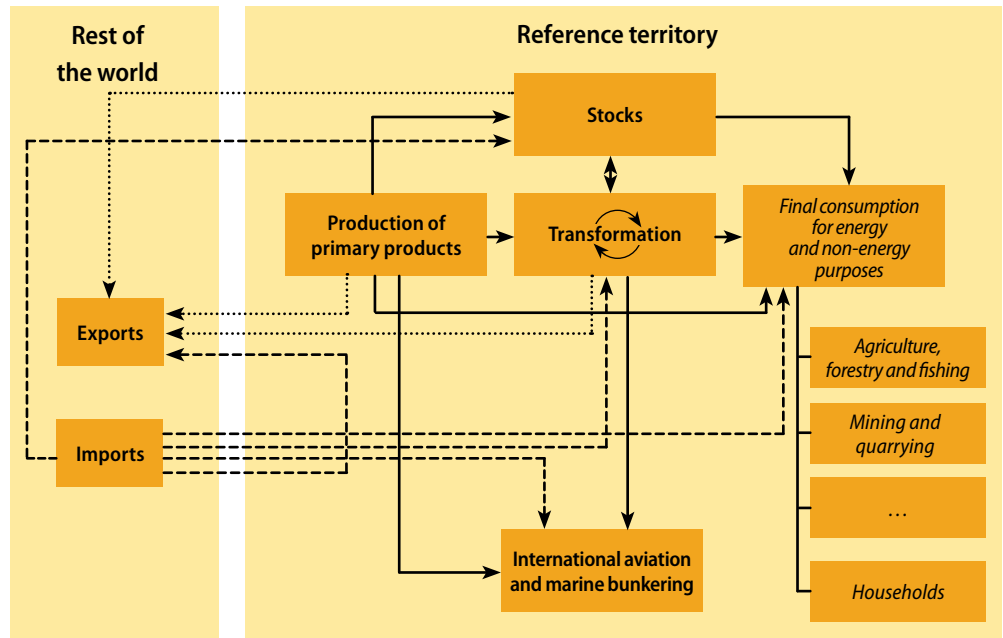 Rest of
the world
Reference territory
Stocks
Production of
primary products
Transformation
Final consumption
for energy
and non-energy
purposes
Exports
Agriculture,
forestry and fishing
Imports
Mining and
quarrying
...
International aviation
and marine bunkering
Households